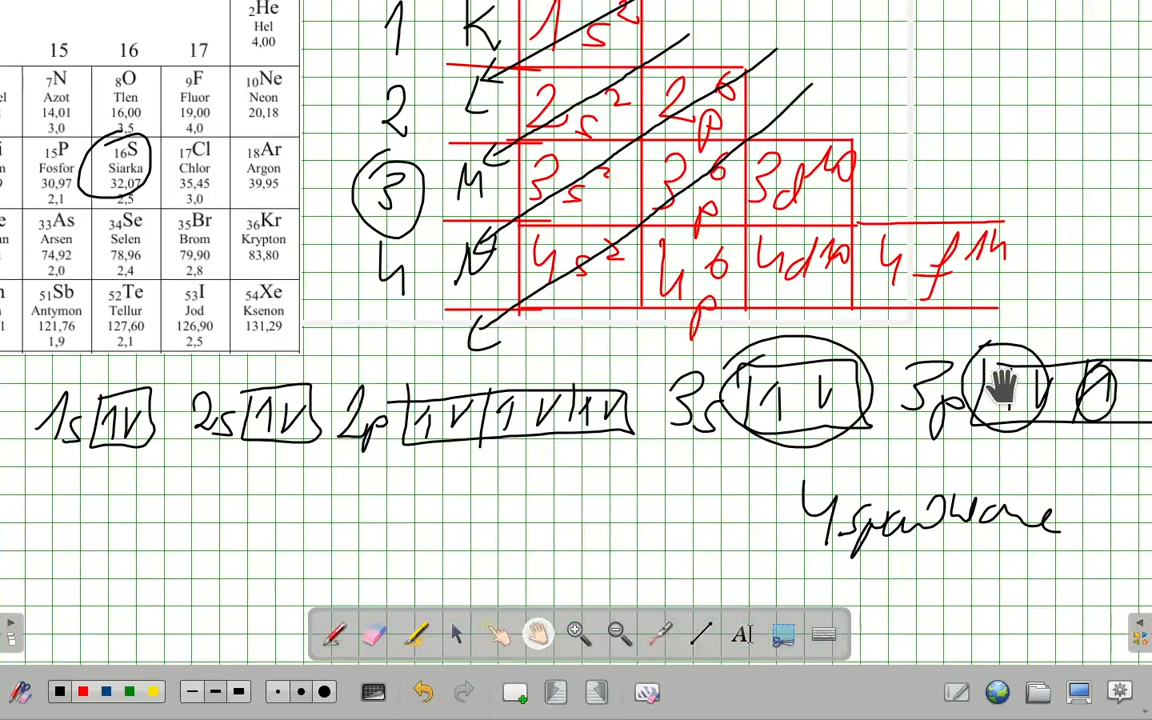 2He
Hel
4,00
15 16 17
7N 8O 9F 10Ne
Azot Tlen Fluor Neon
14,01 16,00 19,00 20,18
3,0 3,5 4,0
15P 16S 17Cl 18Ar
Fosfor Siarka Chlor Argon
30,97 32,07 35,45 39,95
2,1 2,5 3,0
33As 34Se 35Br 36Kr
Arsen Selen Brom Krypton
74,92 78,96 79,90 83,80
2,0 2,4 2,8
51Sb 52Te 53I 54Xe
Antymon Tellur Jod Ksenon
121,76 127,60 126,90 131,29
1,9 2,1 2,5
1 K 1s²
2 L 2s² 2p⁶
3 M 3s² 3p⁶ 3d¹⁰
4 N 4s² 4p⁶ 4d¹⁰ 4f¹⁴
1s 2s 2p 3s 3p
4 sparowane